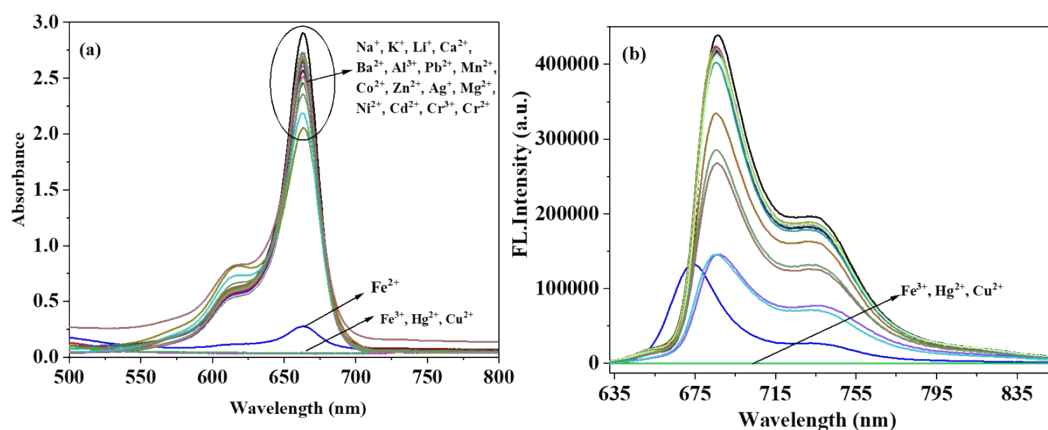 (a)
3.0
2.5
2.0
1.5
1.0
0.5
0.0
Absorbance
500
550
600
650
700
750
800
Wavelength (nm)
Na⁺, K⁺, Li⁺, Ca²⁺,
Ba²⁺, Al³⁺, Pb²⁺, Mn²⁺,
Co²⁺, Zn²⁺, Ag⁺, Mg²⁺,
Ni²⁺, Cd²⁺, Cr³⁺, Cr²⁺
Fe²⁺
Fe³⁺, Hg²⁺, Cu²⁺
(b)
400000
300000
200000
100000
0
FL.Intensity (a.u.)
635
675
715
755
795
835
Wavelength (nm)
Fe³⁺, Hg²⁺, Cu²⁺